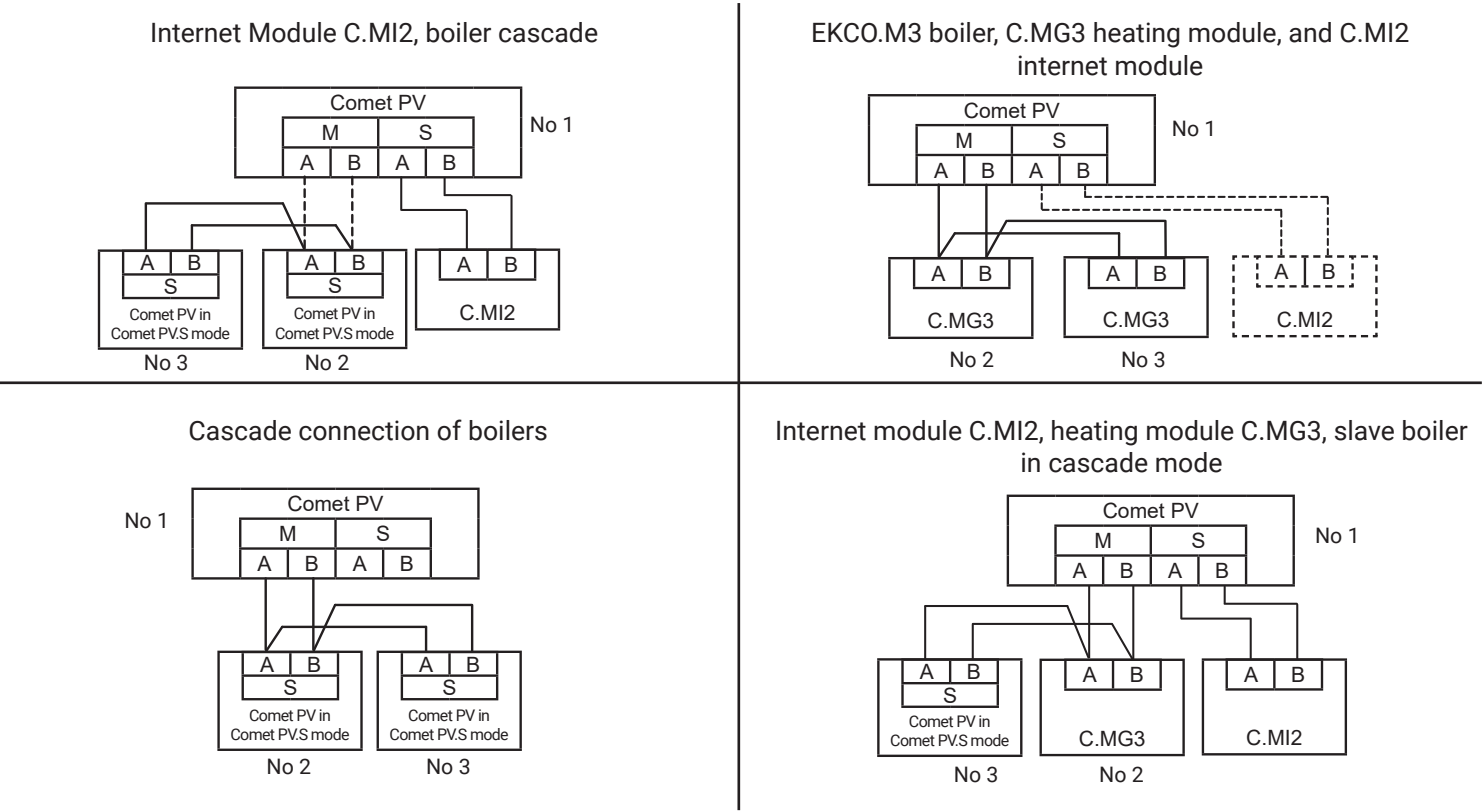 Internet Module C.MI2, boiler cascade
Comet PV
No 1
M S
A B A B
A B
S
Comet PV in
Comet PV.S mode
No 3
A B
S
Comet PV in
Comet PV.S mode
No 2
A B
C.MI2
EKCO.M3 boiler, C.MG3 heating module, and C.MI2
internet module
Comet PV
No 1
M S
A B A B
A B
C.MG3
No 2
A B
C.MG3
No 3
A B
C.MI2
Cascade connection of boilers
No 1
Comet PV
M S
A B A B
A B
S
Comet PV in
Comet PV.S mode
No 2
A B
S
Comet PV in
Comet PV.S mode
No 3
Internet module C.MI2, heating module C.MG3, slave boiler
in cascade mode
Comet PV
No 1
M S
A B A B
A B
S
Comet PV in
Comet PV.S mode
No 3
A B
C.MG3
No 2
A B
C.MI2